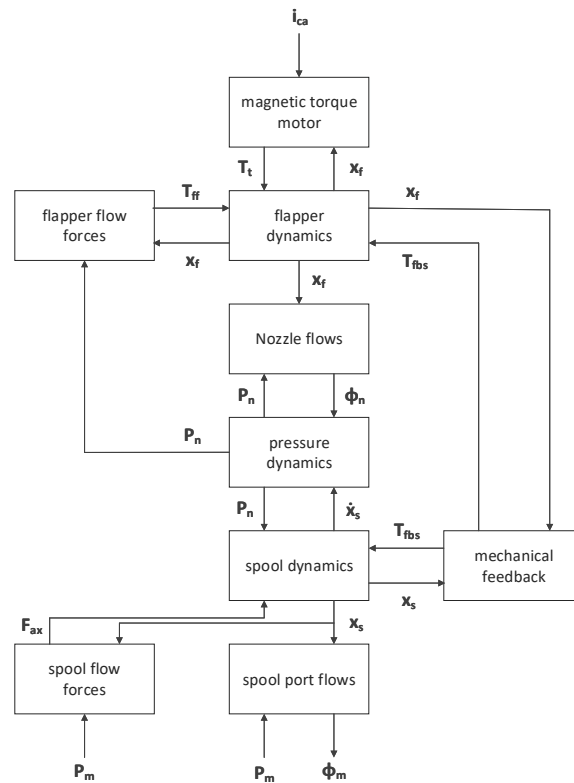 i_ca
magnetic torque
motor
T_t
x_f
T_ff
x_f
flapper flow
forces
flapper
dynamics
x_f
T_fbs
x_f
Nozzle flows
P_n
ϕ_n
P_n
pressure
dynamics
P_n
ẋ_s
T_fbs
spool dynamics
mechanical
feedback
x_s
F_ax
x_s
spool flow
forces
spool port flows
P_m
P_m
ϕ_m